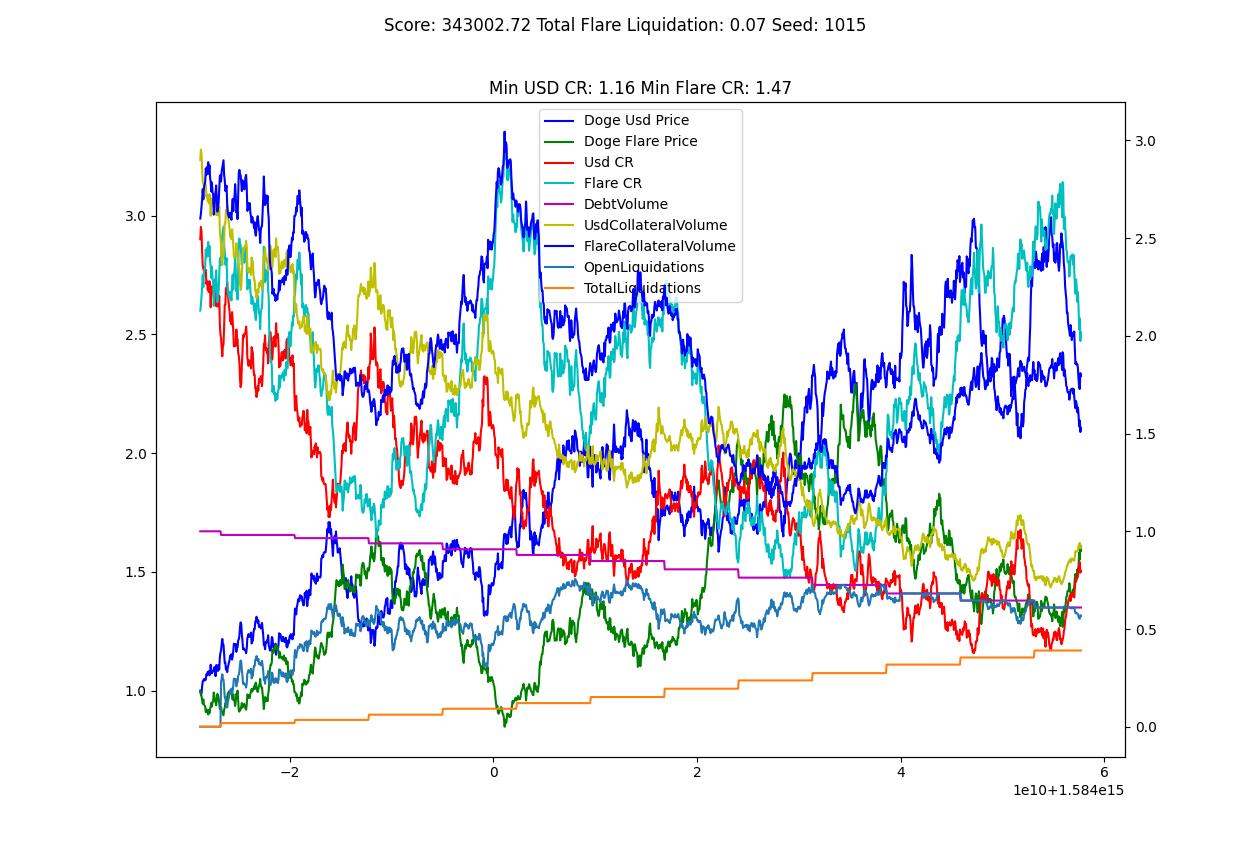 Score: 343002.72 Total Flare Liquidation: 0.07 Seed: 1015
Min USD CR: 1.16 Min Flare CR: 1.47
Doge Usd Price
Doge Flare Price
Usd CR
Flare CR
DebtVolume
UsdCollateralVolume
FlareCollateralVolume
OpenLiquidations
TotalLiquidations
3.0
2.5
2.0
1.5
1.0
3.0
2.5
2.0
1.5
1.0
0.5
0.0
−2 0 2 4 6
1e10+1.584e15